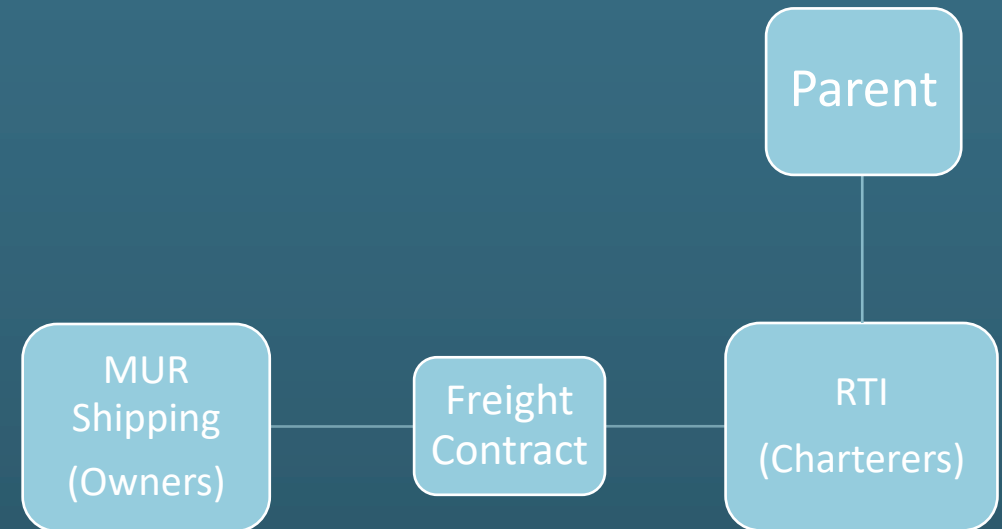 Parent
MUR
Shipping
(Owners)
Freight
Contract
RTI
(Charterers)